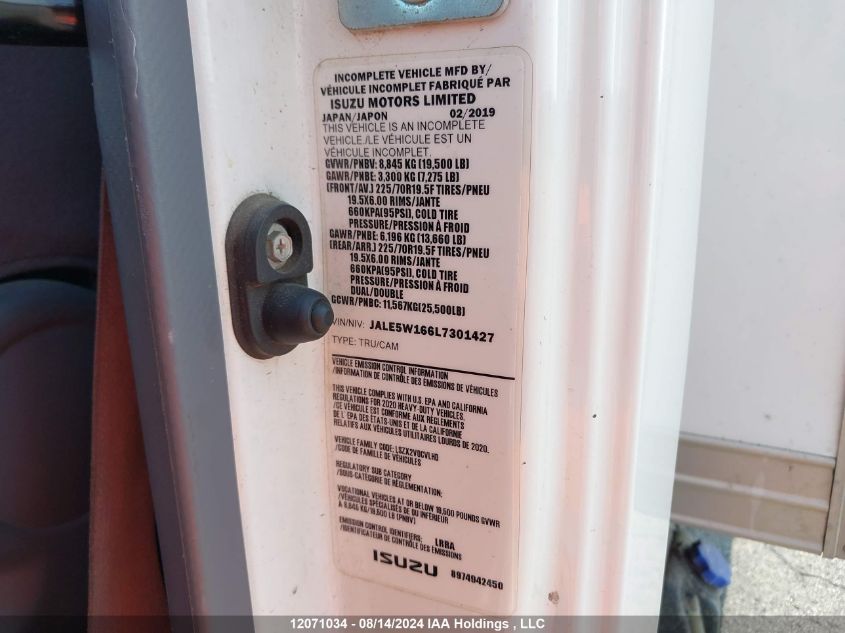 INCOMPLETE VEHICLE MFD BY/
VÉHICULE INCOMPLET FABRIQUÉ PAR
ISUZU MOTORS LIMITED
JAPAN/JAPON 02/2019
THIS VEHICLE IS AN INCOMPLETE
VEHICLE./LE VÉHICULE EST UN
VÉHICULE INCOMPLET.
GVWR/PNBV: 8,845 KG (19,500 LB)
GAWR/PNBE: 3,300 KG (7,275 LB)
(FRONT/AV.) 225/70R19.5F TIRES/PNEU
19.5X6.00 RIMS/JANTE
660KPA(95PSI), COLD TIRE
PRESSURE/PRESSION À FROID
GAWR/PNBE: 6,196 KG (13,660 LB)
(REAR/ARR.) 225/70R19.5F TIRES/PNEU
19.5X6.00 RIMS/JANTE
660KPA(95PSI), COLD TIRE
PRESSURE/PRESSION À FROID
DUAL/DOUBLE
GCWR/PNBC: 11,567KG(25,500LB)
VIN/NIV: JALE5W166L7301427
TYPE: TRU/CAM
VEHICLE EMISSION CONTROL INFORMATION
/INFORMATION DE CONTRÔLE DES ÉMISSIONS DE VÉHICULES
THIS VEHICLE COMPLIES WITH U.S. EPA AND CALIFORNIA
REGULATIONS FOR 2020 HEAVY-DUTY VEHICLES.
/CE VÉHICULE EST CONFORME AUX RÈGLEMENTS
DE L' EPA DES ÉTATS-UNIS ET DE LA CALIFORNIE
RELATIFS AUX VÉHICULES UTILITAIRES LOURDS DE 2020.
VEHICLE FAMILY CODE: LSZX2VOCVLHD
/CODE DE FAMILLE DE VÉHICULES
REGULATORY SUB CATEGORY
/SOUS-CATÉGORIE DE RÉGLEMENTATION:
VOCATIONAL VEHICLES AT OR BELOW 19,500 POUNDS GVWR
/VÉHICULES SPÉCIALISÉS DE OU INFÉRIEUR
À 8,845 KG/19,500 LB (PNBV)
EMISSION CONTROL IDENTIFIERS: LRRA
/IDENTIFICATEUR DE CONTRÔLE DES ÉMISSIONS
ISUZU 8974942450
12071034 - 08/14/2024 IAA Holdings , LLC